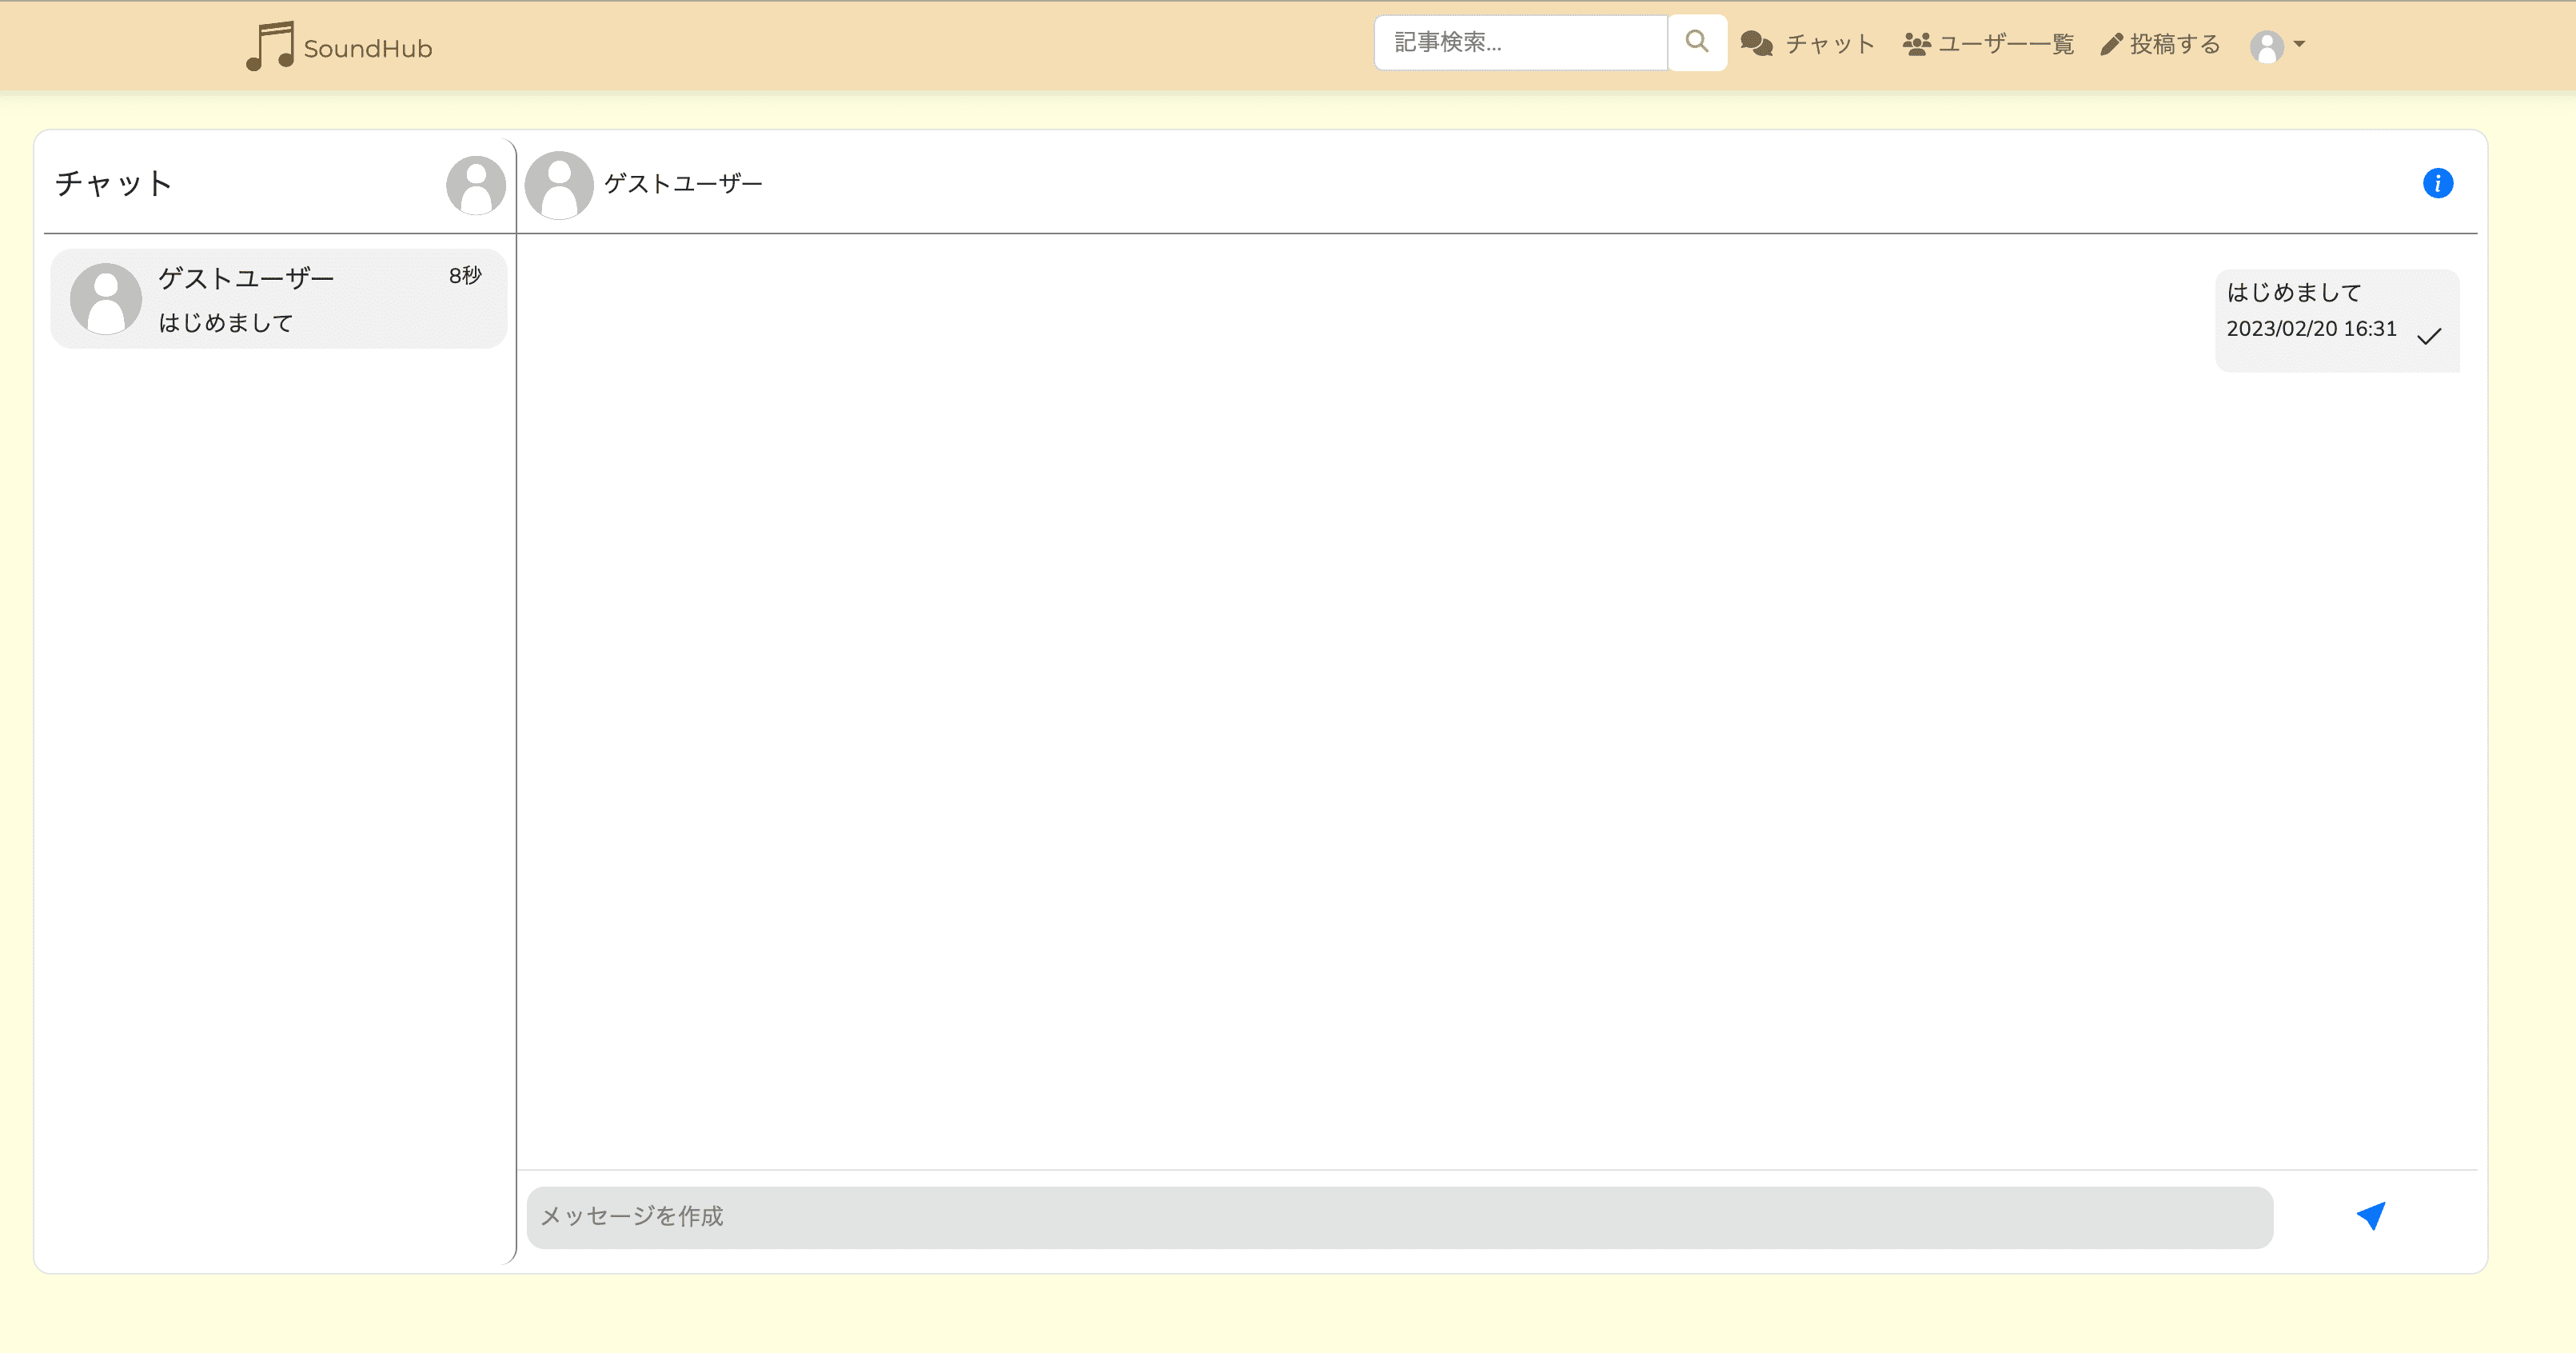 SoundHub
記事検索...
チャット
ユーザー一覧
投稿する
チャット
ゲストユーザー
ゲストユーザー
8秒
はじめまして
はじめまして
2023/02/20 16:31
メッセージを作成